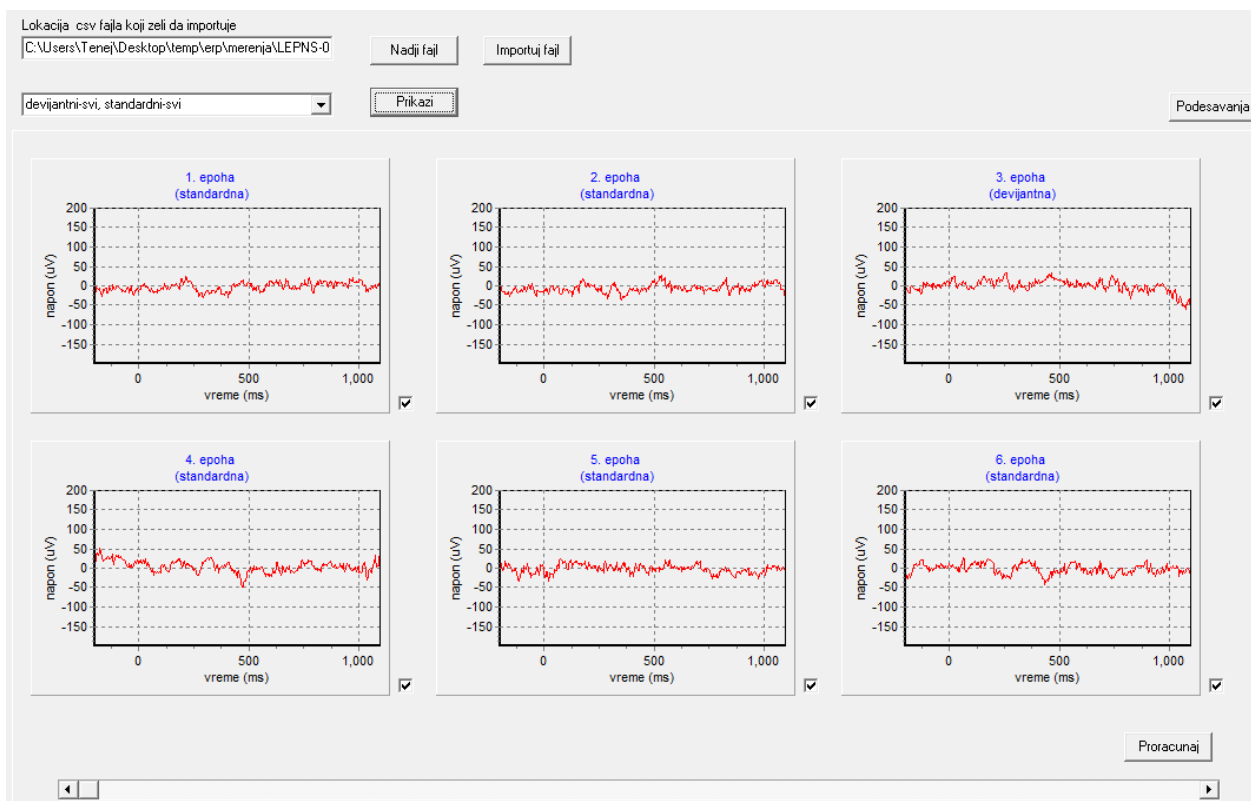 Lokacija csv fajla koji zeli da importuje
C:\Users\Tenej\Desktop\temp\erp\merenja\LEPNS-0
Nadji fajl
Importuj fajl
devijantni-svi, standardni-svi
Prikazi
Podesavanja
1. epoha
(standardna)
200
150
100
50
0
-50
-100
-150
napon (uV)
0 500 1,000
vreme (ms)
2. epoha
(standardna)
200
150
100
50
0
-50
-100
-150
napon (uV)
0 500 1,000
vreme (ms)
3. epoha
(devijantna)
200
150
100
50
0
-50
-100
-150
napon (uV)
0 500 1,000
vreme (ms)
4. epoha
(standardna)
200
150
100
50
0
-50
-100
-150
napon (uV)
0 500 1,000
vreme (ms)
5. epoha
(standardna)
200
150
100
50
0
-50
-100
-150
napon (uV)
0 500 1,000
vreme (ms)
6. epoha
(standardna)
200
150
100
50
0
-50
-100
-150
napon (uV)
0 500 1,000
vreme (ms)
Proracunaj